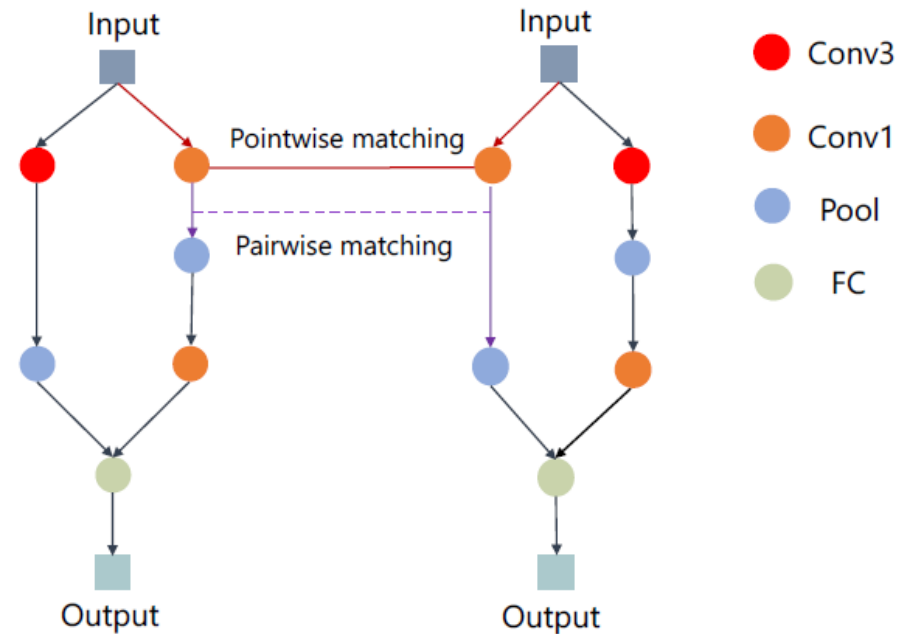 Input
Input
Conv3
Pointwise matching
Conv1
Pool
Pairwise matching
FC
Output
Output